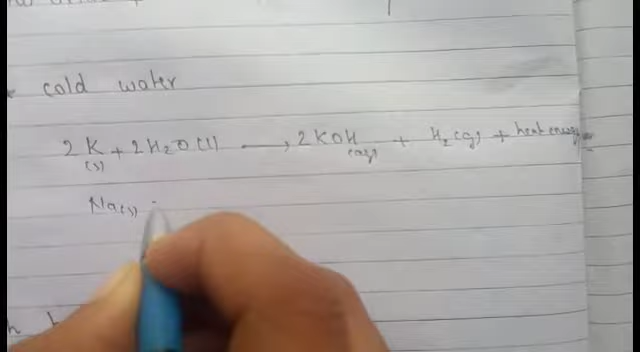 cold water
2K(s) + 2H2O(l) → 2KOH(aq) + H2(g) + heat energy
Na(s)